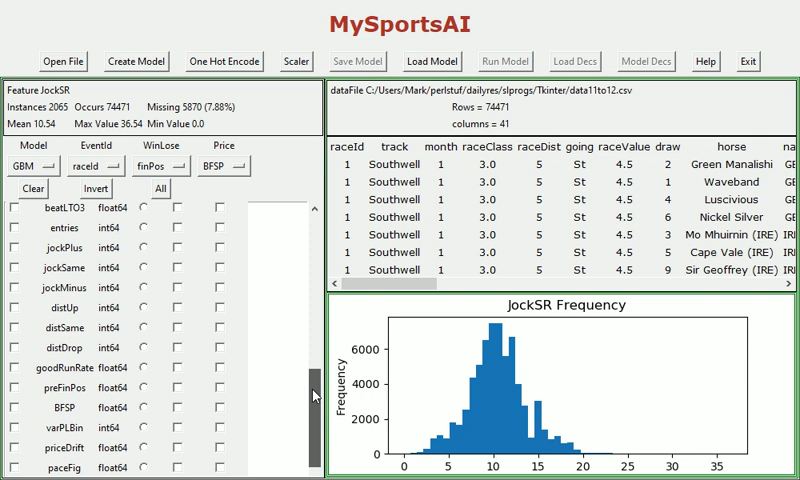 MySportsAI
Open File Create Model One Hot Encode Scaler Save Model Load Model Run Model Load Decs Model Decs Help Exit
Feature JockSR
Instances 2065 Occurs 74471 Missing 5870 (7.88%)
Mean 10.54 Max Value 36.54 Min Value 0.0
Model EventId WinLose Price
GBM raceId finPos BFSP
Clear Invert All
beatLTO3 float64
entries int64
jockPlus int64
jockSame int64
jockMinus int64
distUp int64
distSame int64
distDrop int64
goodRunRate float64
preFinPos float64
BFSP float64
varPLBin float64
priceDrift float64
paceFig float64
dataFile C:/Users/Mark/perlstuf/dailyres/slprogs/Tkinter/data11to12.csv
Rows = 74471
columns = 41
raceId track month raceClass raceDist going raceValue draw horse na
1 Southwell 1 3.0 5 St 4.5 2 Green Manalishi GE
1 Southwell 1 3.0 5 St 4.5 1 Waveband GE
1 Southwell 1 3.0 5 St 4.5 4 Luscivious GE
1 Southwell 1 3.0 5 St 4.5 6 Nickel Silver GE
1 Southwell 1 3.0 5 St 4.5 3 Mo Mhuirnin (IRE) IRI
1 Southwell 1 3.0 5 St 4.5 5 Cape Vale (IRE) IRI
1 Southwell 1 3.0 5 St 4.5 9 Sir Geoffrey (IRE) IRI
JockSR Frequency
Frequency
6000
4000
2000
0
0 5 10 15 20 25 30 35